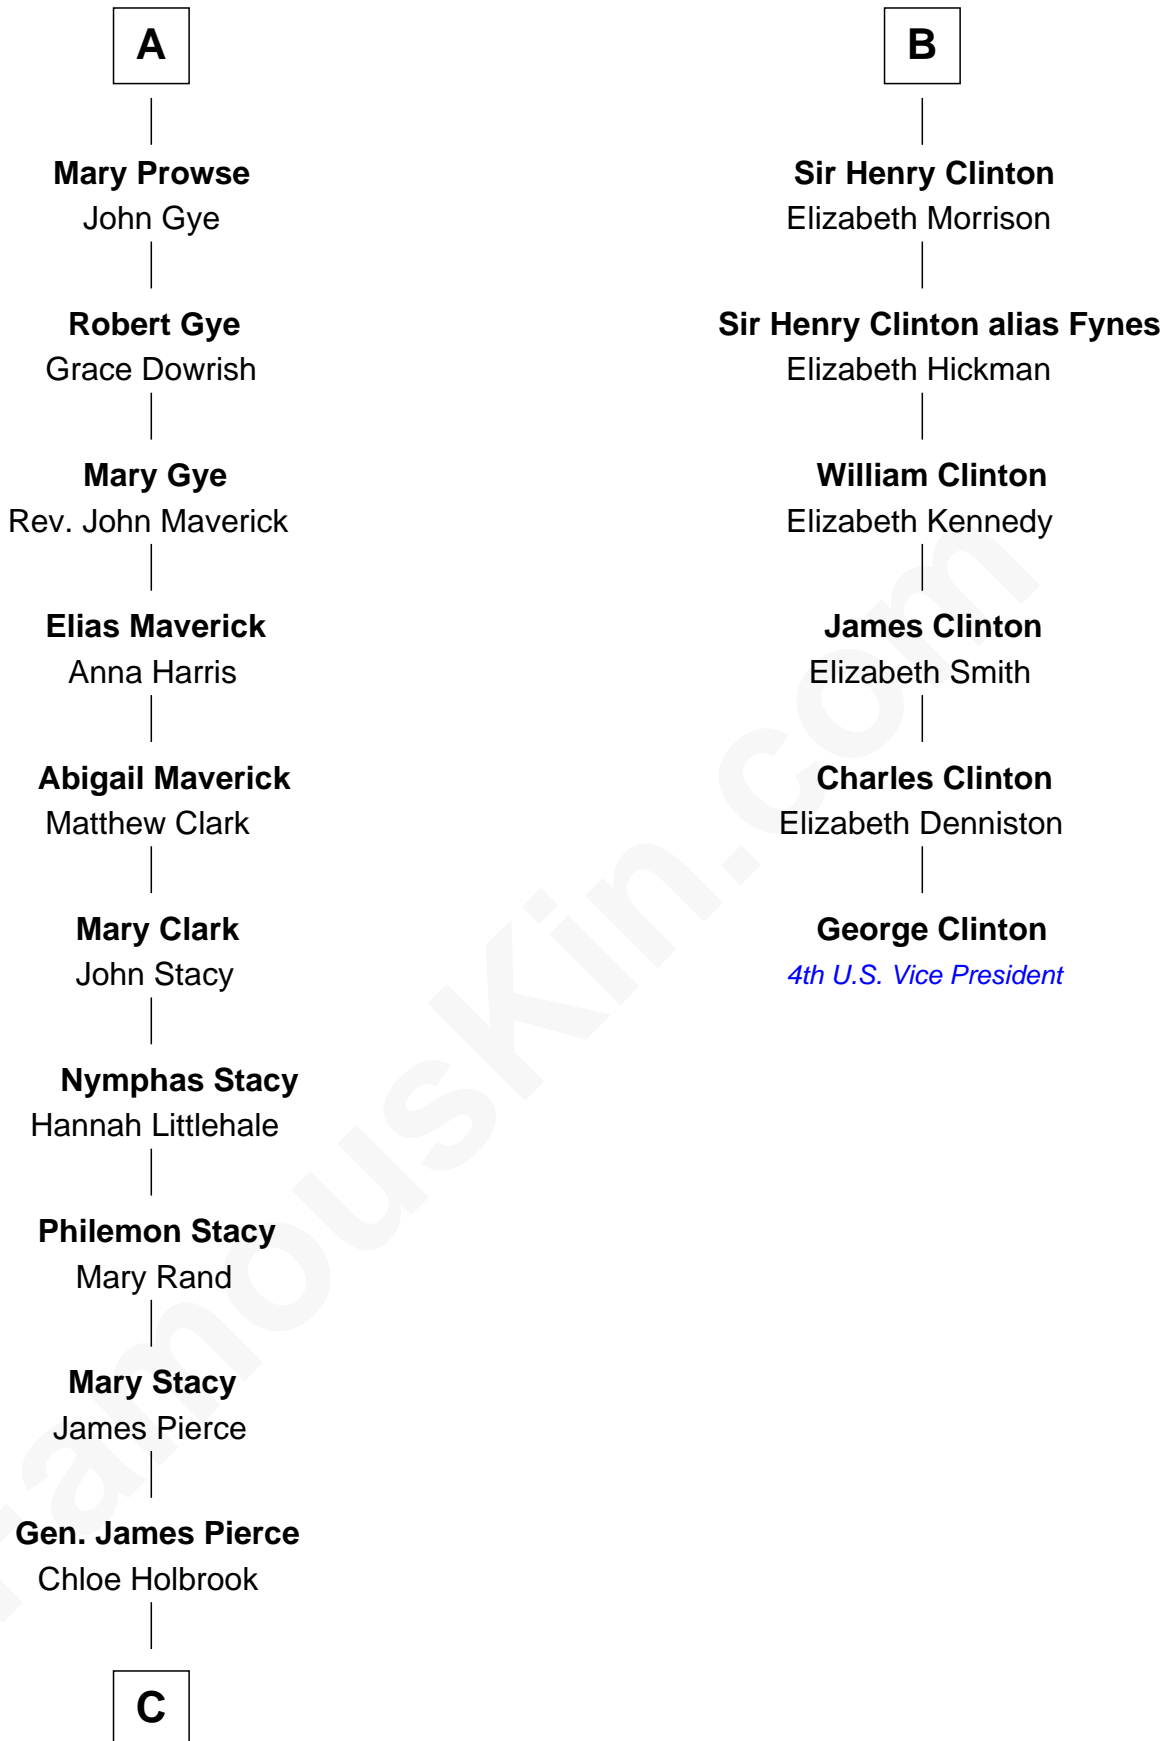 A
Mary Prowse
John Gye
Robert Gye
Grace Dowrish
Mary Gye
Rev. John Maverick
Elias Maverick
Anna Harris
Abigail Maverick
Matthew Clark
Mary Clark
John Stacy
Nymphas Stacy
Hannah Littlehale
Philemon Stacy
Mary Rand
Mary Stacy
James Pierce
Gen. James Pierce
Chloe Holbrook
C
B
Sir Henry Clinton
Elizabeth Morrison
Sir Henry Clinton alias Fynes
Elizabeth Hickman
William Clinton
Elizabeth Kennedy
James Clinton
Elizabeth Smith
Charles Clinton
Elizabeth Denniston
George Clinton
4th U.S. Vice President
FamousKin.com